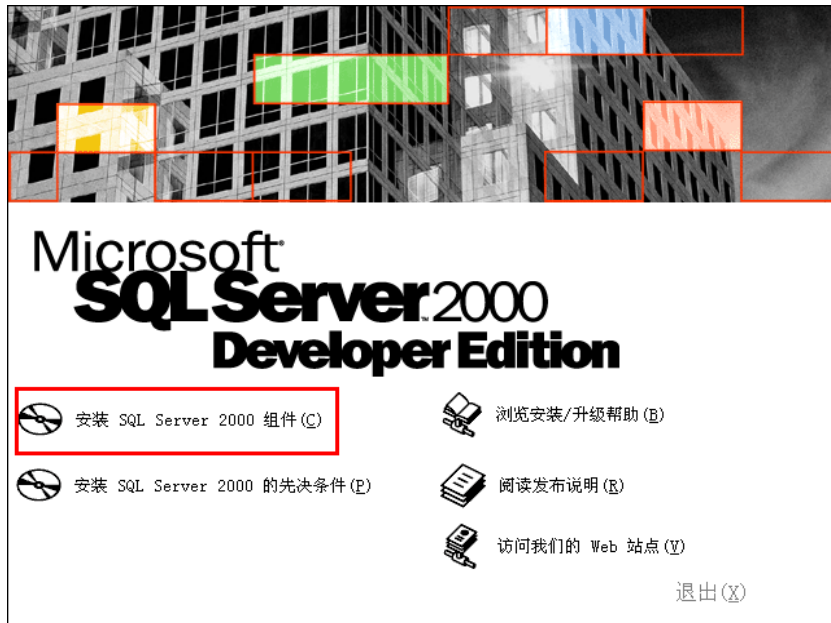 Microsoft
SQL Server 2000
Developer Edition
安装 SQL Server 2000 组件(C)
安装 SQL Server 2000 的先决条件(P)
浏览安装/升级帮助(B)
阅读发布说明(R)
访问我们的 Web 站点(V)
退出(X)